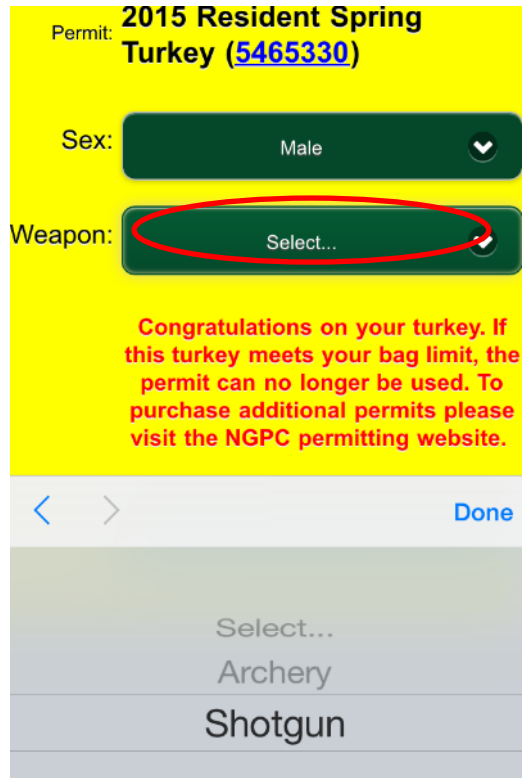 Permit: 2015 Resident Spring
Turkey (5465330)
Sex: Male
Weapon: Select...
Congratulations on your turkey. If
this turkey meets your bag limit, the
permit can no longer be used. To
purchase additional permits please
visit the NGPC permitting website.
Done
Select...
Archery
Shotgun